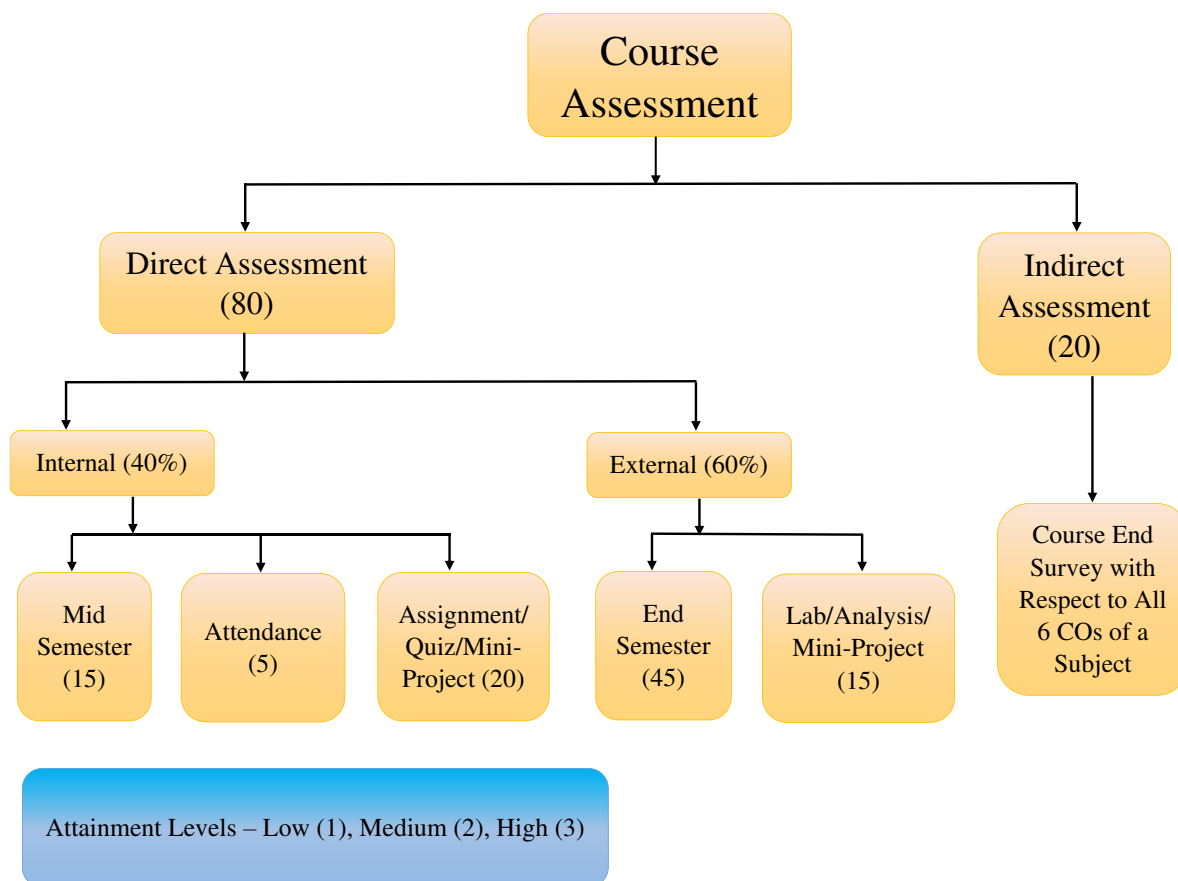 Course
Assessment
Direct Assessment
(80)
Indirect
Assessment
(20)
Internal (40%)
External (60%)
Mid
Semester
(15)
Attendance
(5)
Assignment/
Quiz/Mini-
Project (20)
End
Semester
(45)
Lab/Analysis/
Mini-Project
(15)
Course End
Survey with
Respect to All
6 COs of a
Subject
Attainment Levels – Low (1), Medium (2), High (3)